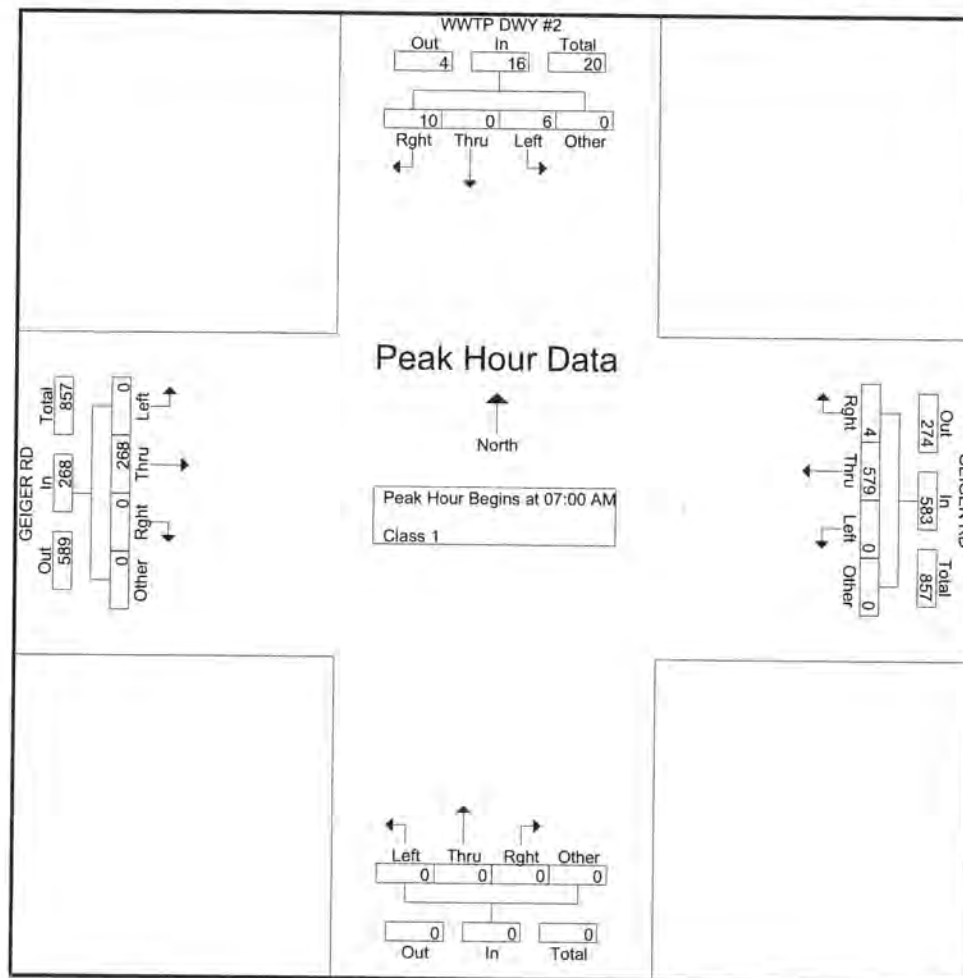 WWTP DWY #2
Out In Total
4 16 20
10 0 6 0
Rght Thru Left Other
Peak Hour Data
North
Peak Hour Begins at 07:00 AM
Class 1
GEIGER RD
Out In Total
589 268 857
0 268 0 0
Left Thru Rght Other
Rght Thru Left Other
4 579 0 0
Out In Total
274 583 857
GEIGER RD
Left Thru Rght Other
0 0 0 0
0 0 0
Out In Total